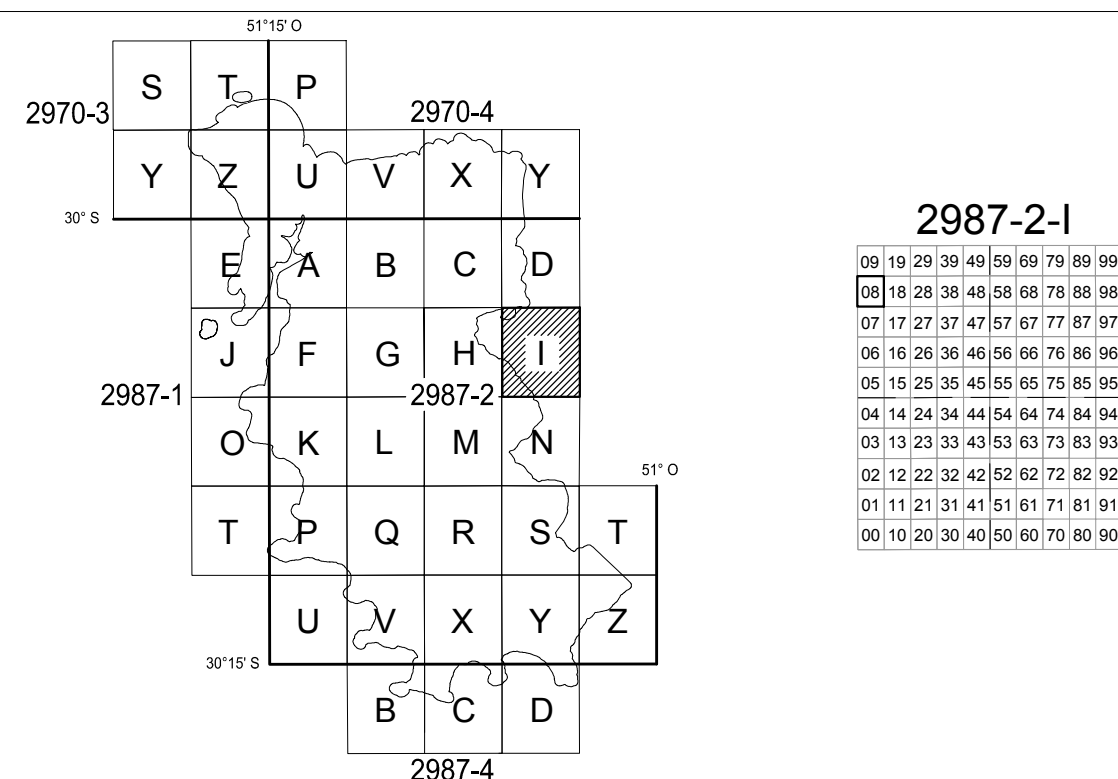 51°15' O
S T P
2970-3 2970-4
Y Z U V X Y
30° S
E A B C D
J F G H I
2987-1 2987-2
O K L M N
51° O
T P Q R S T
U V X Y Z
30°15' S
B C D
2987-4
2987-2-I
09 19 29 39 49 59 69 79 89 99
08 18 28 38 48 58 68 78 88 98
07 17 27 37 47 57 67 77 87 97
06 16 26 36 46 56 66 76 86 96
05 15 25 35 45 55 65 75 85 95
04 14 24 34 44 54 64 74 84 94
03 13 23 33 43 53 63 73 83 93
02 12 22 32 42 52 62 72 82 92
01 11 21 31 41 51 61 71 81 91
00 10 20 30 40 50 60 70 80 90